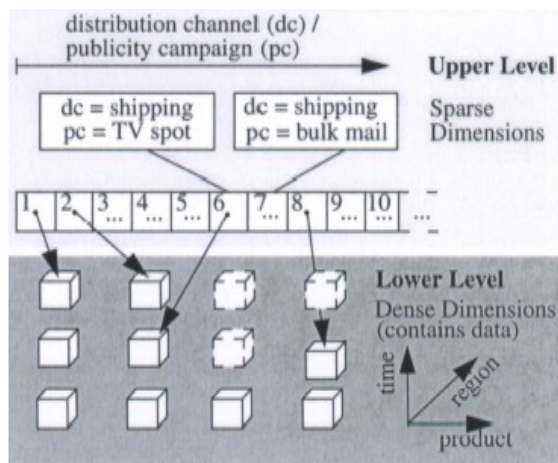 distribution channel (dc) /
publicity campaign (pc)
Upper Level
dc = shipping
pc = TV spot
dc = shipping
pc = bulk mail
Sparse
Dimensions
1 2 3 ... 4 ... 5 ... 6 7 ... 8 9 ... 10 ... ...
Lower Level
Dense Dimensions
(contains data)
time
region
product